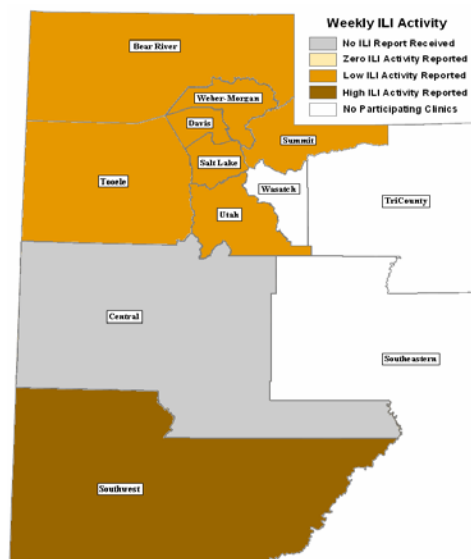 Weekly ILI Activity
No ILI Report Received
Zero ILI Activity Reported
Low ILI Activity Reported
High ILI Activity Reported
No Participating Clinics
Bear River
Weber-Morgan
Davis
Summit
Salt Lake
Tooele
Wasatch
TriCounty
Utah
Central
Southeastern
Southwest